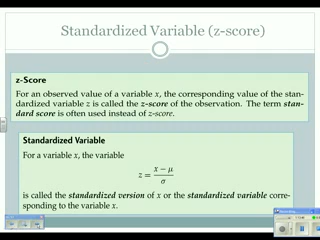 Standardized Variable (z-score)
z-Score
For an observed value of a variable x, the corresponding value of the stan-
dardized variable z is called the z-score of the observation. The term stan-
dard score is often used instead of z-score.
Standardized Variable
For a variable x, the variable
z = x − μ / σ
is called the standardized version of x or the standardized variable corre-
sponding to the variable x.